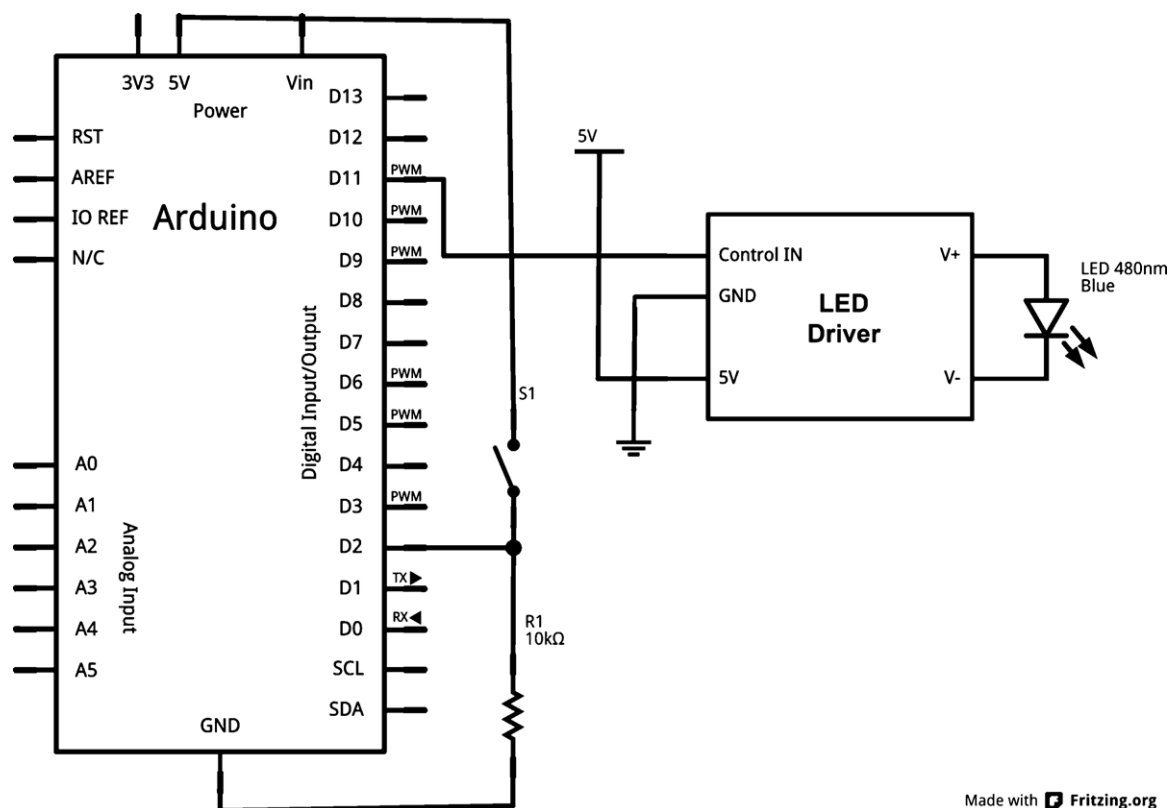 3V3 5V Vin
Power
Arduino
RST
AREF
IO REF
N/C
A0
A1
A2
A3
A4
A5
Analog Input
D13
D12
D11 PWM
D10 PWM
D9 PWM
D8
D7
D6 PWM
D5 PWM
D4
D3 PWM
D2
D1 TX
D0 RX
SCL
SDA
Digital Input/Output
GND
S1
R1
10kΩ
5V
Control IN
GND
5V
LED
Driver
V+
V-
LED 480nm
Blue
Made with Fritzing.org